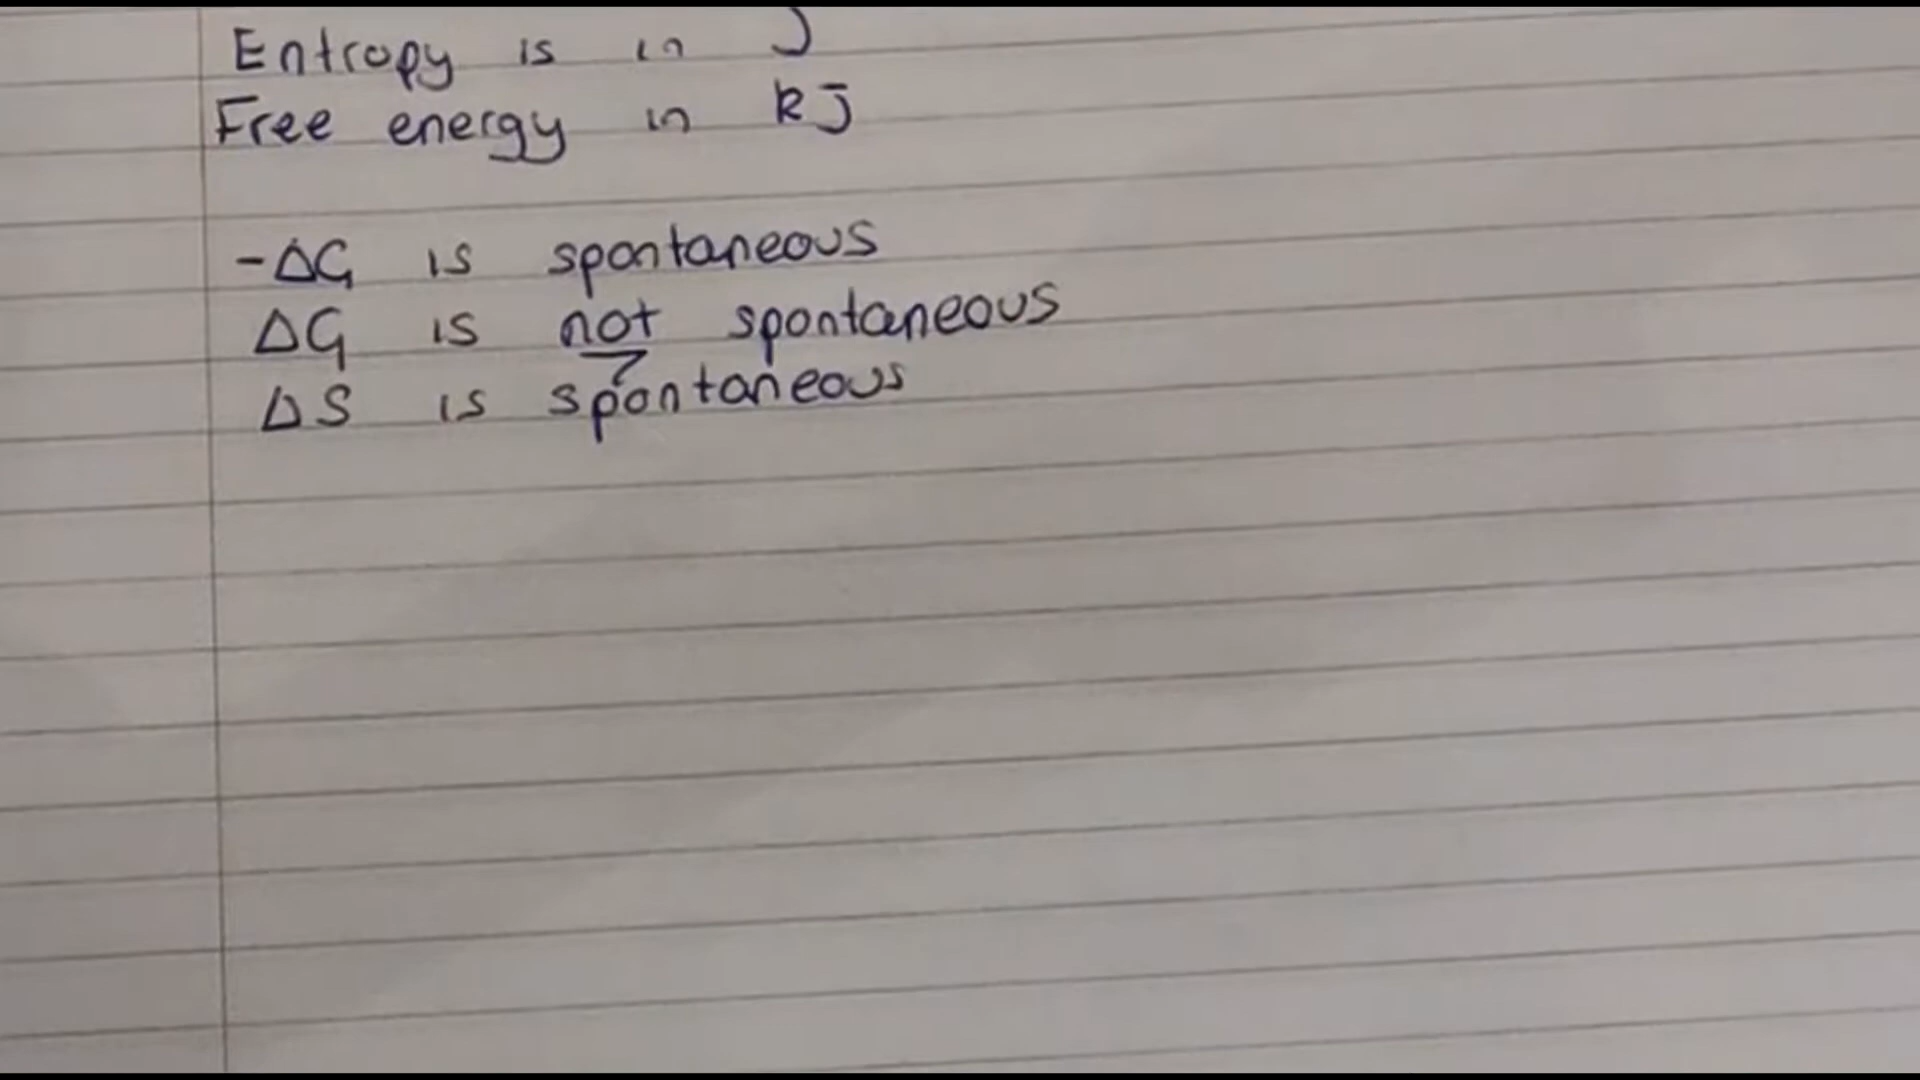 Entropy is in J
Free energy in kJ
-ΔG is spontaneous
ΔG is not spontaneous
ΔS is spontaneous